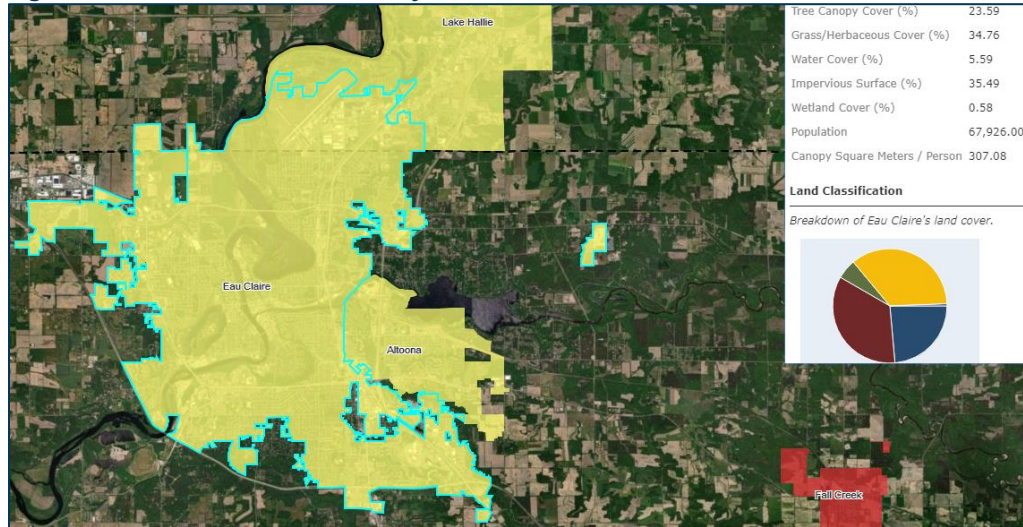 Lake Hallie
Eau Claire
Altoona
Fall Creek
Tree Canopy Cover (%) 23.59
Grass/Herbaceous Cover (%) 34.76
Water Cover (%) 5.59
Impervious Surface (%) 35.49
Wetland Cover (%) 0.58
Population 67,926.00
Canopy Square Meters / Person 307.08
Land Classification
Breakdown of Eau Claire's land cover.